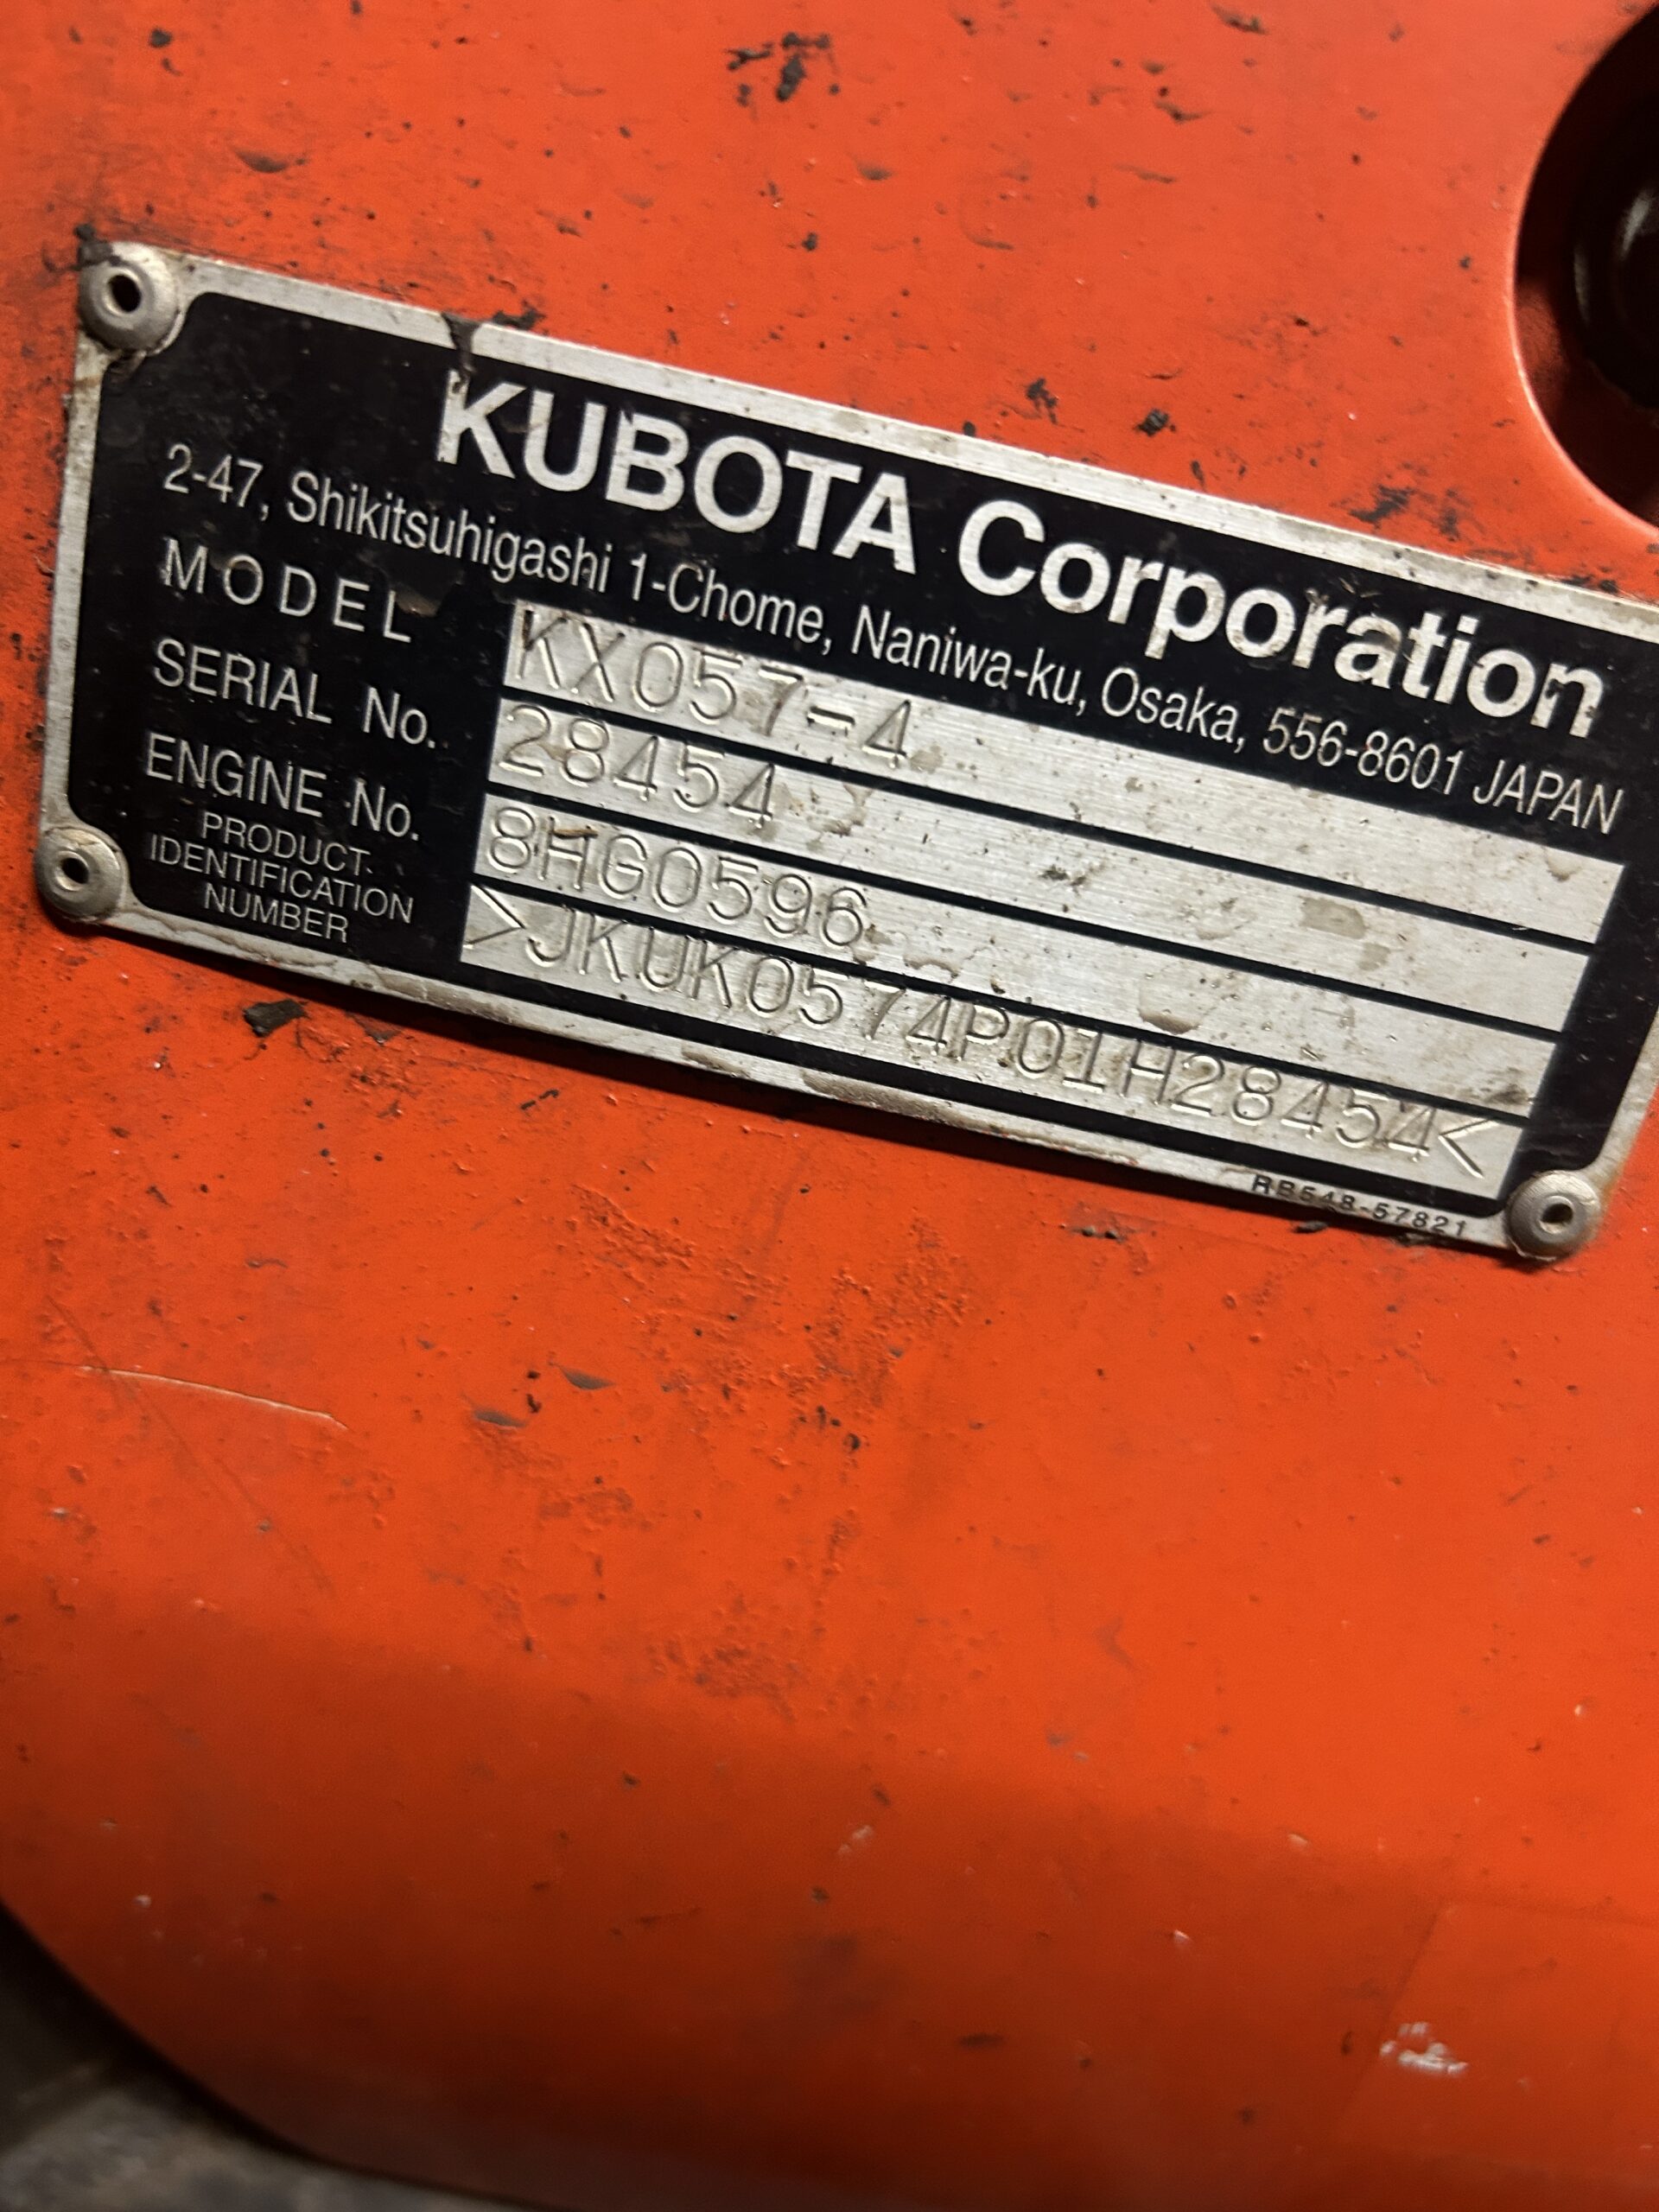 KUBOTA Corporation
2-47, Shikitsuhigashi 1-Chome, Naniwa-ku, Osaka, 556-8601 JAPAN
MODEL KX057-4
SERIAL No. 28454
ENGINE No. 8HG0596
PRODUCT
IDENTIFICATION
NUMBER
>JKUK0574P01H28454<
RB548-57821